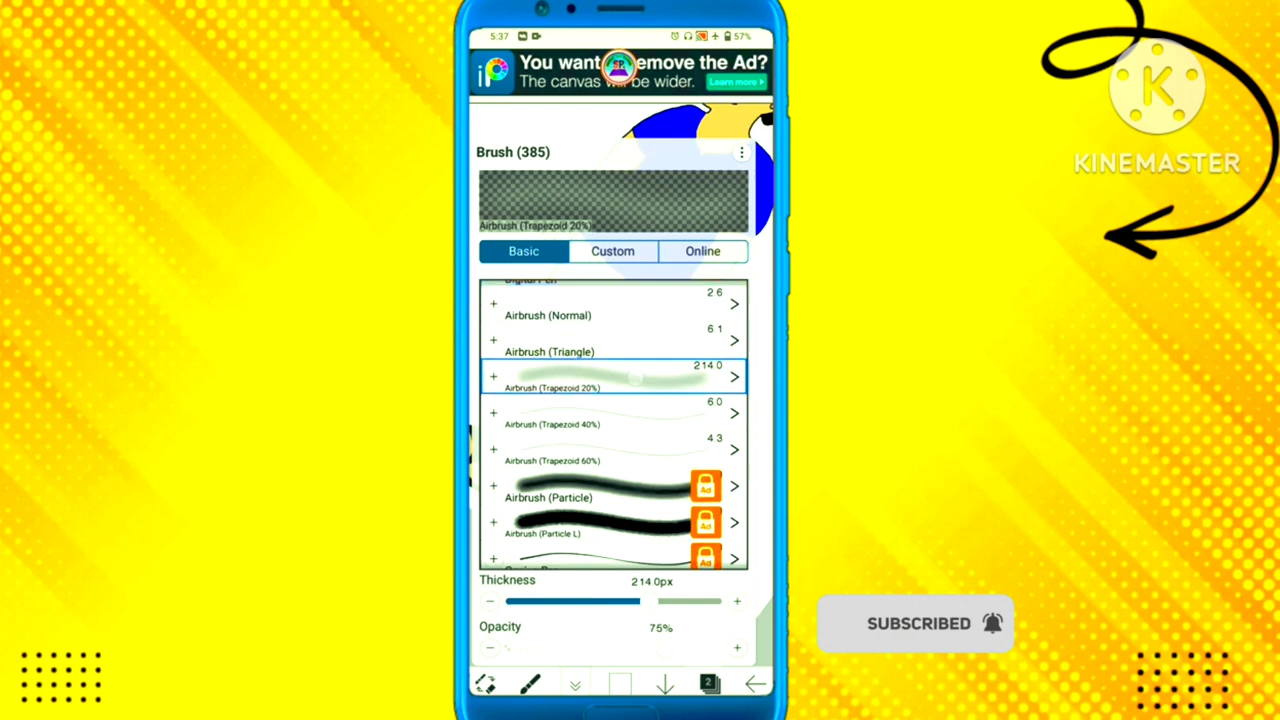 5:37
57%
You want
emove the Ad?
The canvas
be wider.
Learn more
SR
K
KINEMASTER
Brush (385)
Airbrush (Trapezoid 20%)
Basic
Custom
Online
Digital Pen
2 6
Airbrush (Normal)
6.1
Airbrush (Triangle)
214.0
Airbrush (Trapezoid 20%)
6.0
Airbrush (Trapezoid 40%)
4.3
Airbrush (Trapezoid 60%)
Ad
Airbrush (Particle)
Ad
Airbrush (Particle L)
Ad
Thickness
214 0px
Opacity
75%
SUBSCRIBED
2